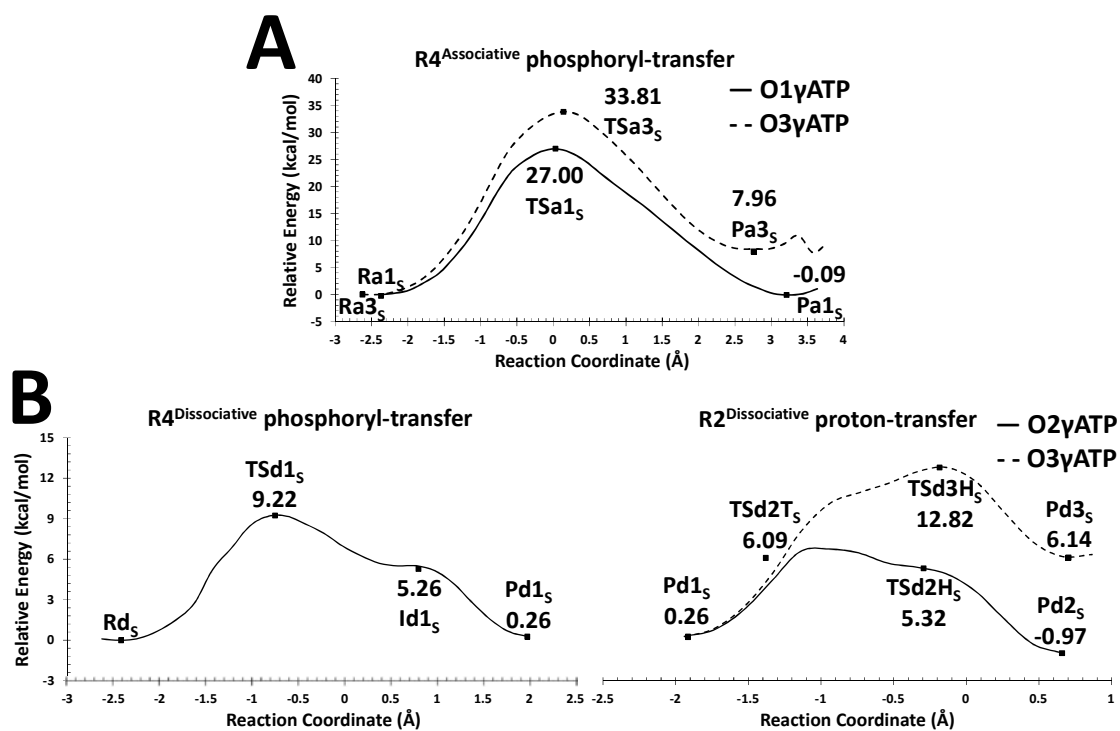 A
R4Associative phosphoryl-transfer
O1γATP
O3γATP
Relative Energy (kcal/mol)
40
35
30
25
20
15
10
5
0
-5
33.81
TSa3S
27.00
TSa1S
7.96
Pa3S
-0.09
Pa1S
Ra1S
Ra3S
-3 -2.5 -2 -1.5 -1 -0.5 0 0.5 1 1.5 2 2.5 3 3.5 4
Reaction Coordinate (Å)
B
R4Dissociative phosphoryl-transfer
Relative Energy (kcal/mol)
15
12
9
6
3
0
-3
TSd1S
9.22
RdS
5.26
Id1S
Pd1S
0.26
-3 -2.5 -2 -1.5 -1 -0.5 0 0.5 1 1.5 2 2.5
Reaction Coordinate (Å)
R2Dissociative proton-transfer
O2γATP
O3γATP
TSd2TS
6.09
TSd3HS
12.82
Pd3S
6.14
Pd1S
0.26
TSd2HS
5.32
Pd2S
-0.97
-2.5 -2 -1.5 -1 -0.5 0 0.5 1
Reaction Coordinate (Å)